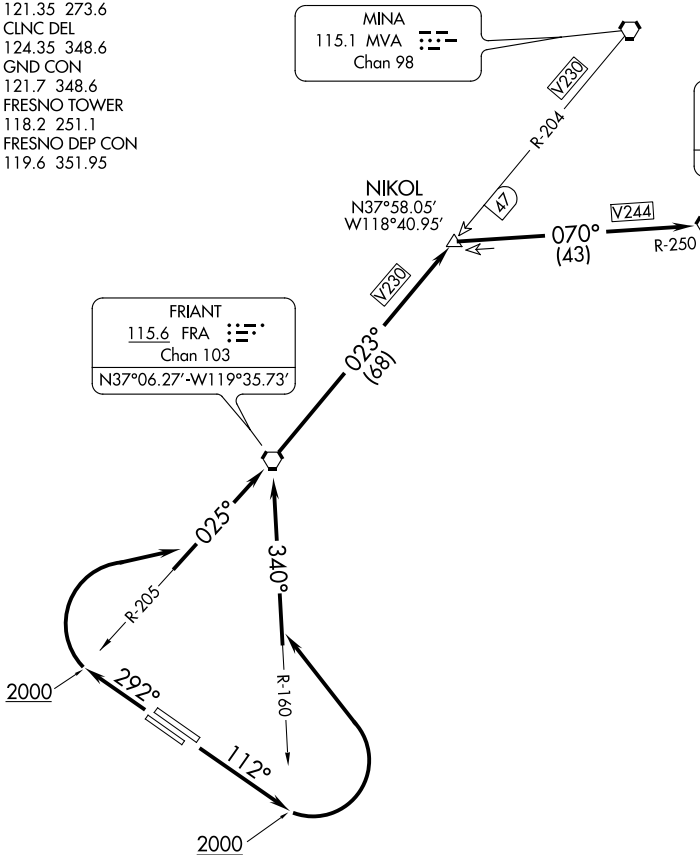 121.35 273.6
CLNC DEL
124.35 348.6
GND CON
121.7 348.6
FRESNO TOWER
118.2 251.1
FRESNO DEP CON
119.6 351.95
MINA
115.1 MVA
Chan 98
V230
R-204
47
NIKOL
N37°58.05'
W118°40.95'
V244
070°
(43)
R-250
V230
023°
(68)
FRIANT
115.6 FRA
Chan 103
N37°06.27'-W119°35.73'
025°
R-205
340°
R-160
2000
292°
112°
2000